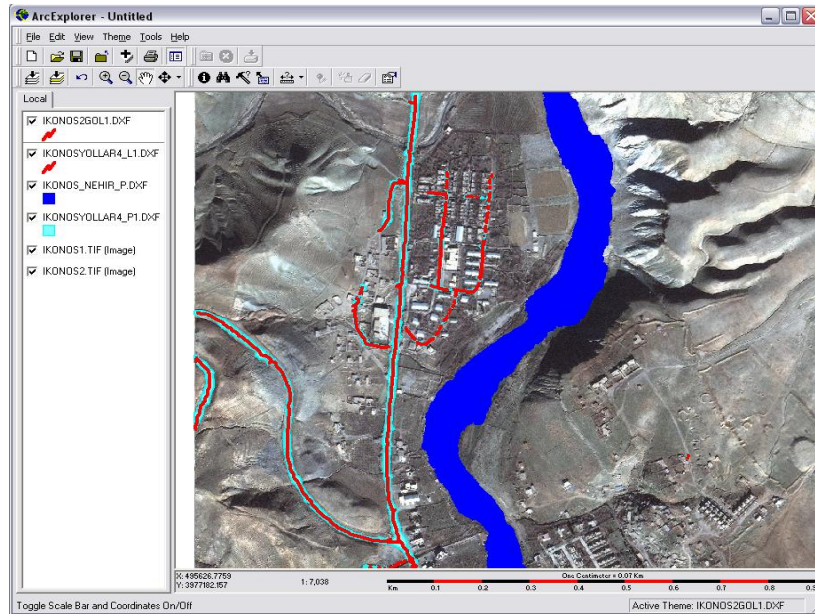 ArcExplorer - Untitled
File Edit View Theme Tools Help
Local
IKONOS2GOL1.DXF
IKONOSYOLLAR4_L1.DXF
IKONOS_NEHIR_P.DXF
IKONOSYOLLAR4_P1.DXF
IKONOS1.TIF (Image)
IKONOS2.TIF (Image)
X: 495626.7759
Y: 3977182.157
1: 7,038
One Centimeter = 0.07 Km
Km 0.1 0.2 0.3 0.4 0.5 0.6 0.7 0.8
Toggle Scale Bar and Coordinates On/Off
Active Theme: IKONOS2GOL1.DXF